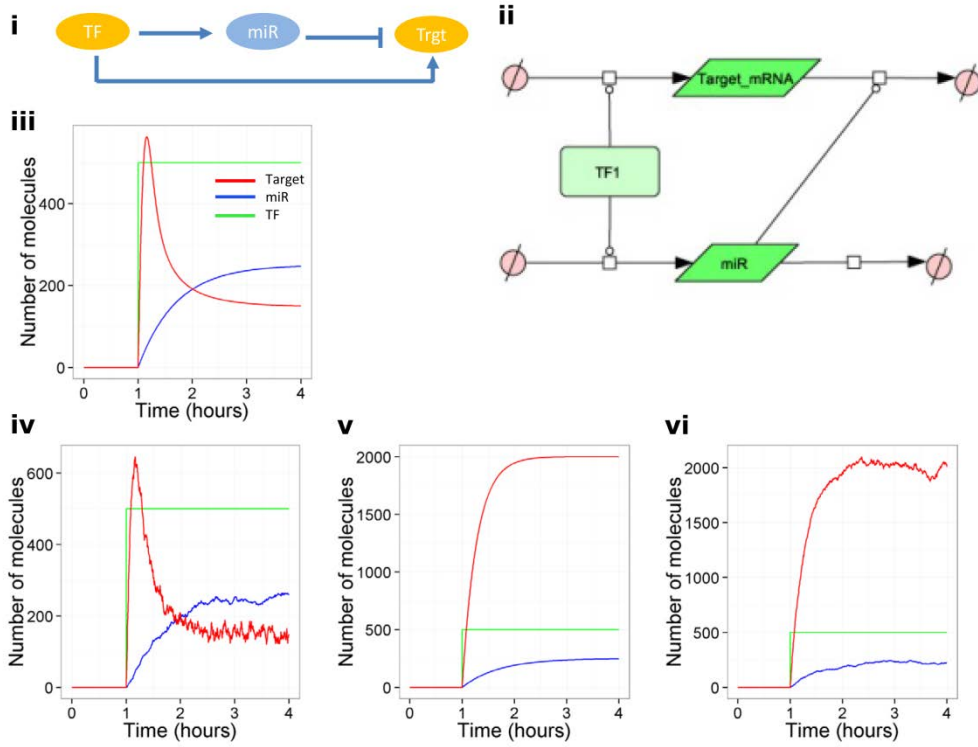 i
TF
miR
Trgt
ii
Target_mRNA
TF1
miR
iii
Number of molecules
400
200
0
Target
miR
TF
0 1 2 3 4
Time (hours)
iv
Number of molecules
600
400
200
0
0 1 2 3 4
Time (hours)
v
Number of molecules
2000
1500
1000
500
0
0 1 2 3 4
Time (hours)
vi
Number of molecules
2000
1500
1000
500
0
0 1 2 3 4
Time (hours)